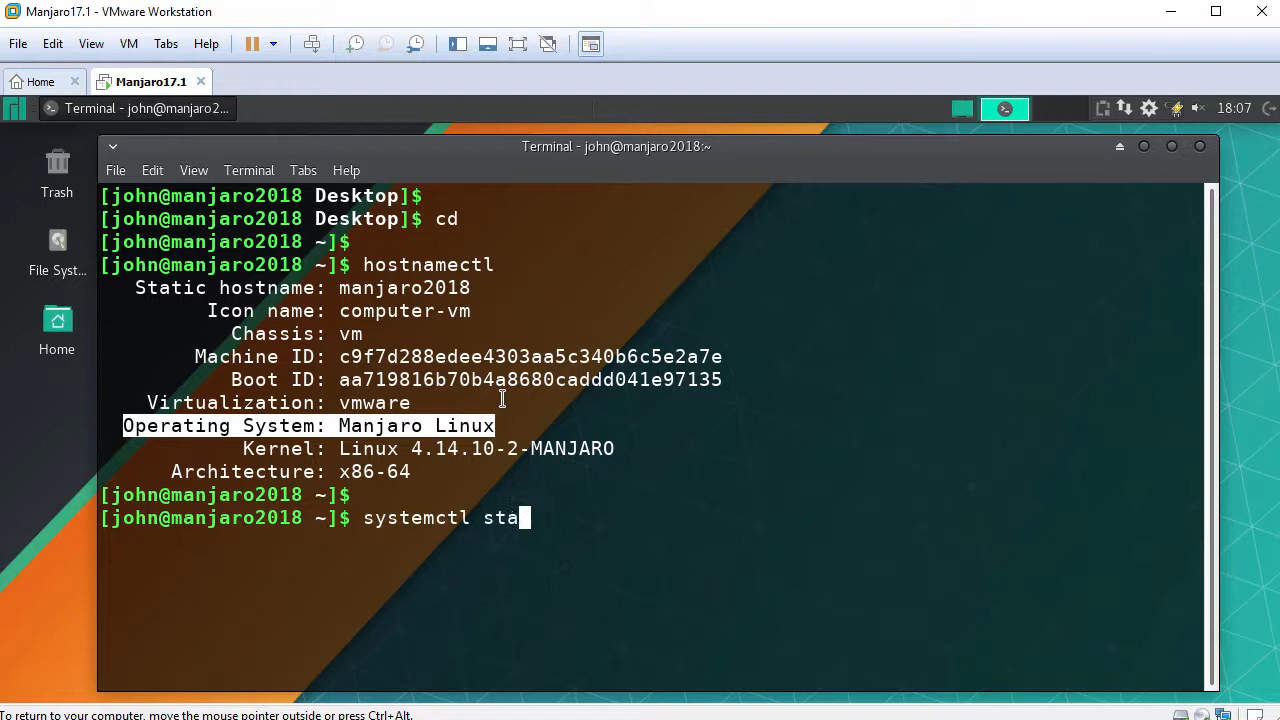 Manjaro17.1 - VMware Workstation
File Edit View VM Tabs Help
Home Manjaro17.1
Terminal - john@manjaro2... 18:07
Terminal - john@manjaro2018:~
File Edit View Terminal Tabs Help
Trash
File Syst...
Home
[john@manjaro2018 Desktop]$
[john@manjaro2018 Desktop]$ cd
[john@manjaro2018 ~]$
[john@manjaro2018 ~]$ hostnamectl
Static hostname: manjaro2018
Icon name: computer-vm
Chassis: vm
Machine ID: c9f7d288edee4303aa5c340b6c5e2a7e
Boot ID: aa719816b70b4a8680caddd041e97135
Virtualization: vmware
Operating System: Manjaro Linux
Kernel: Linux 4.14.10-2-MANJARO
Architecture: x86-64
[john@manjaro2018 ~]$
[john@manjaro2018 ~]$ systemctl sta
To return to your computer, move the mouse pointer outside or press Ctrl+Alt.